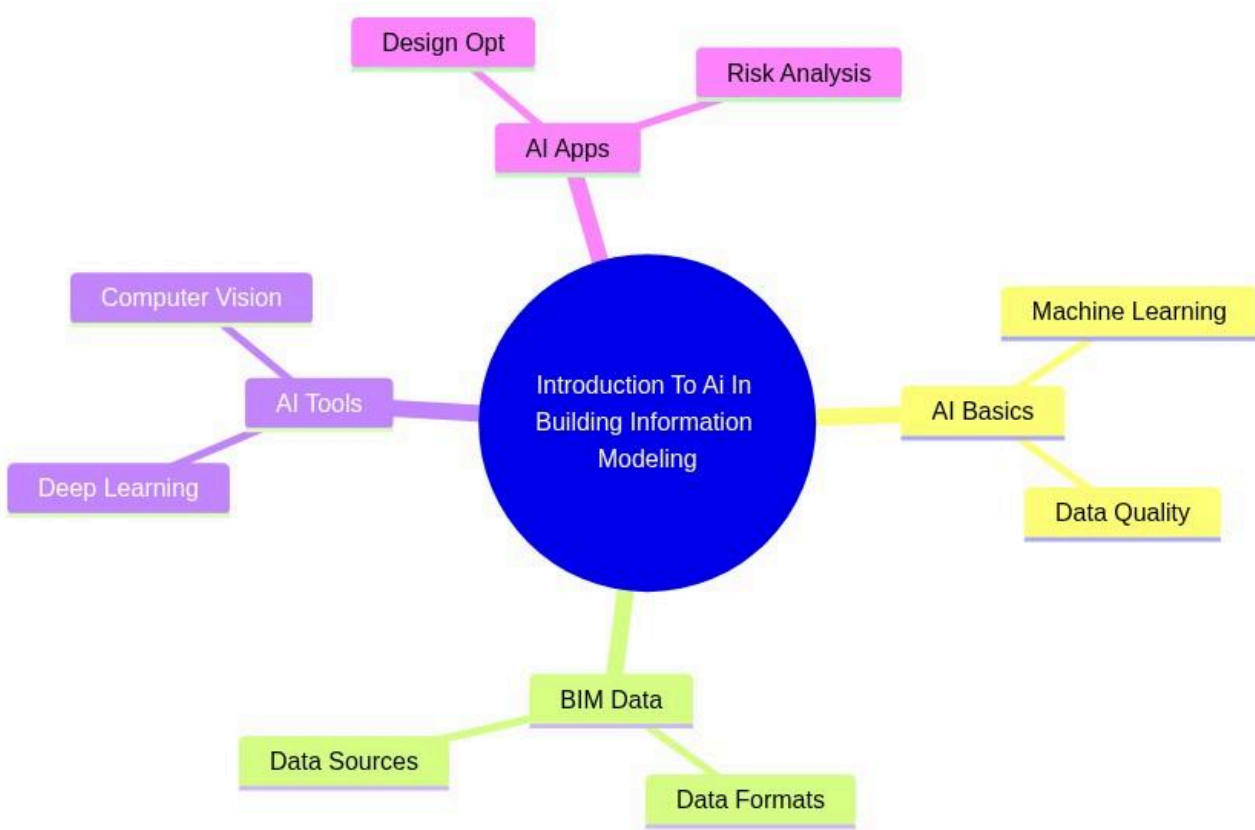 Design Opt
Risk Analysis
AI Apps
Computer Vision
Machine Learning
Introduction To Ai In
Building Information
Modeling
AI Tools
AI Basics
Deep Learning
Data Quality
BIM Data
Data Sources
Data Formats